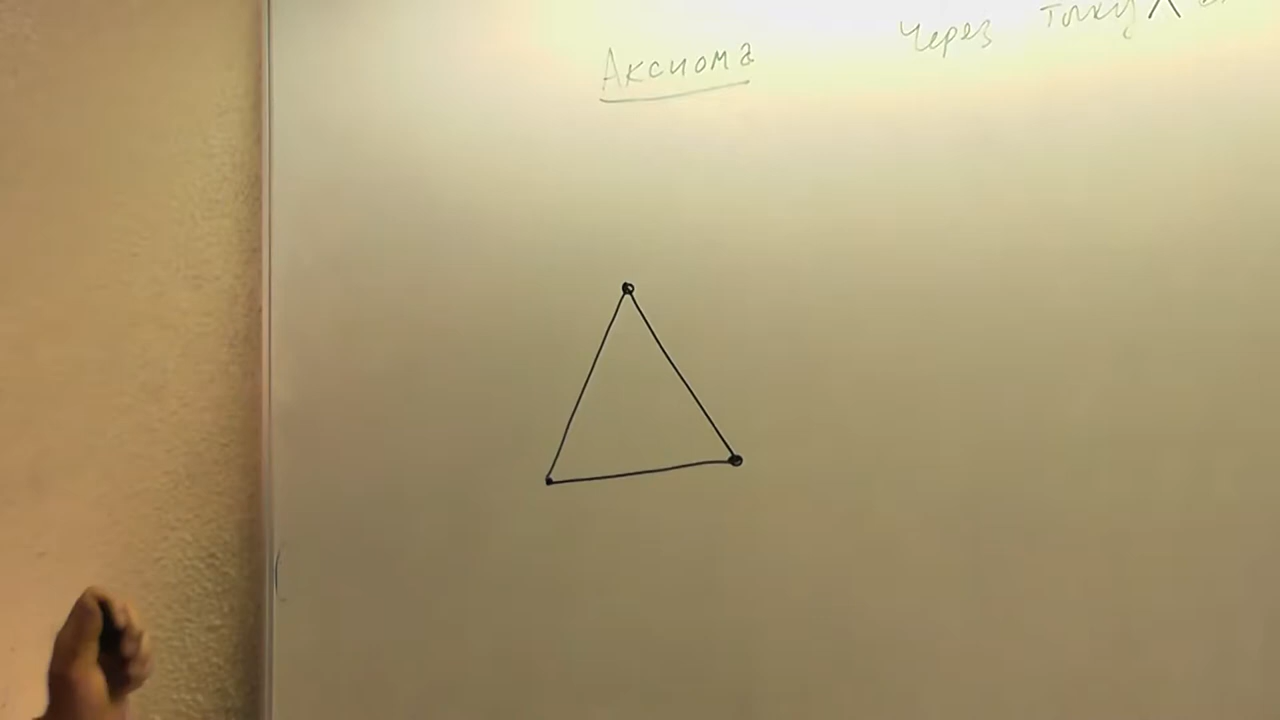 Аксиома
Через точку